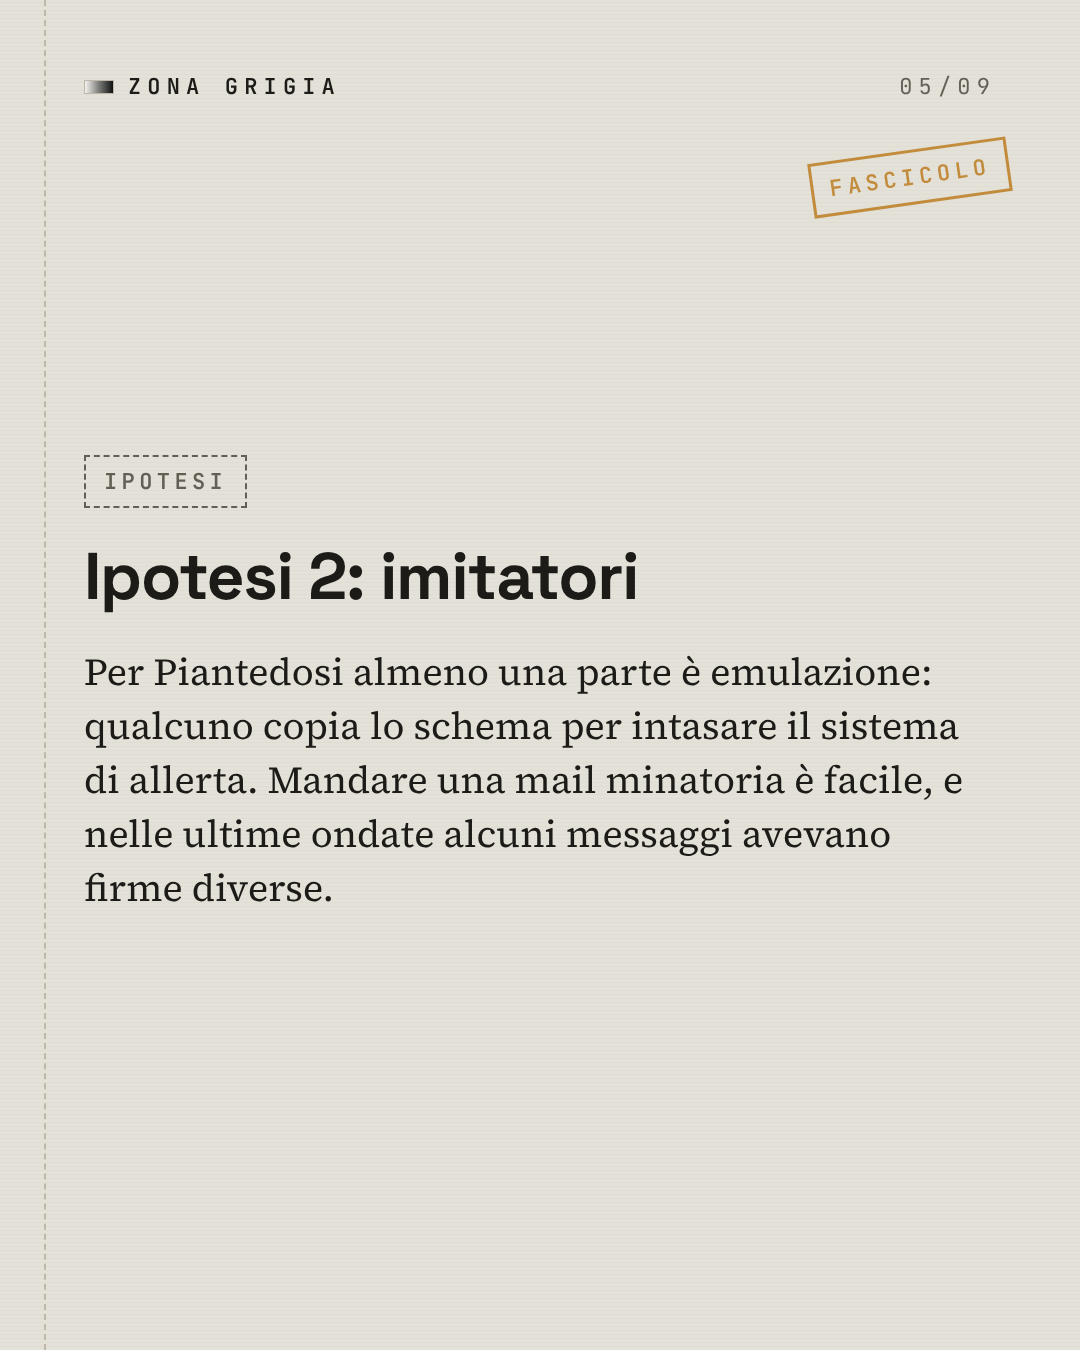 ZONA GRIGIA
05/09
FASCICOLO
IPOTESI
Ipotesi 2: imitatori
Per Piantedosi almeno una parte è emulazione:
qualcuno copia lo schema per intasare il sistema
di allerta. Mandare una mail minatoria è facile, e
nelle ultime ondate alcuni messaggi avevano
firme diverse.